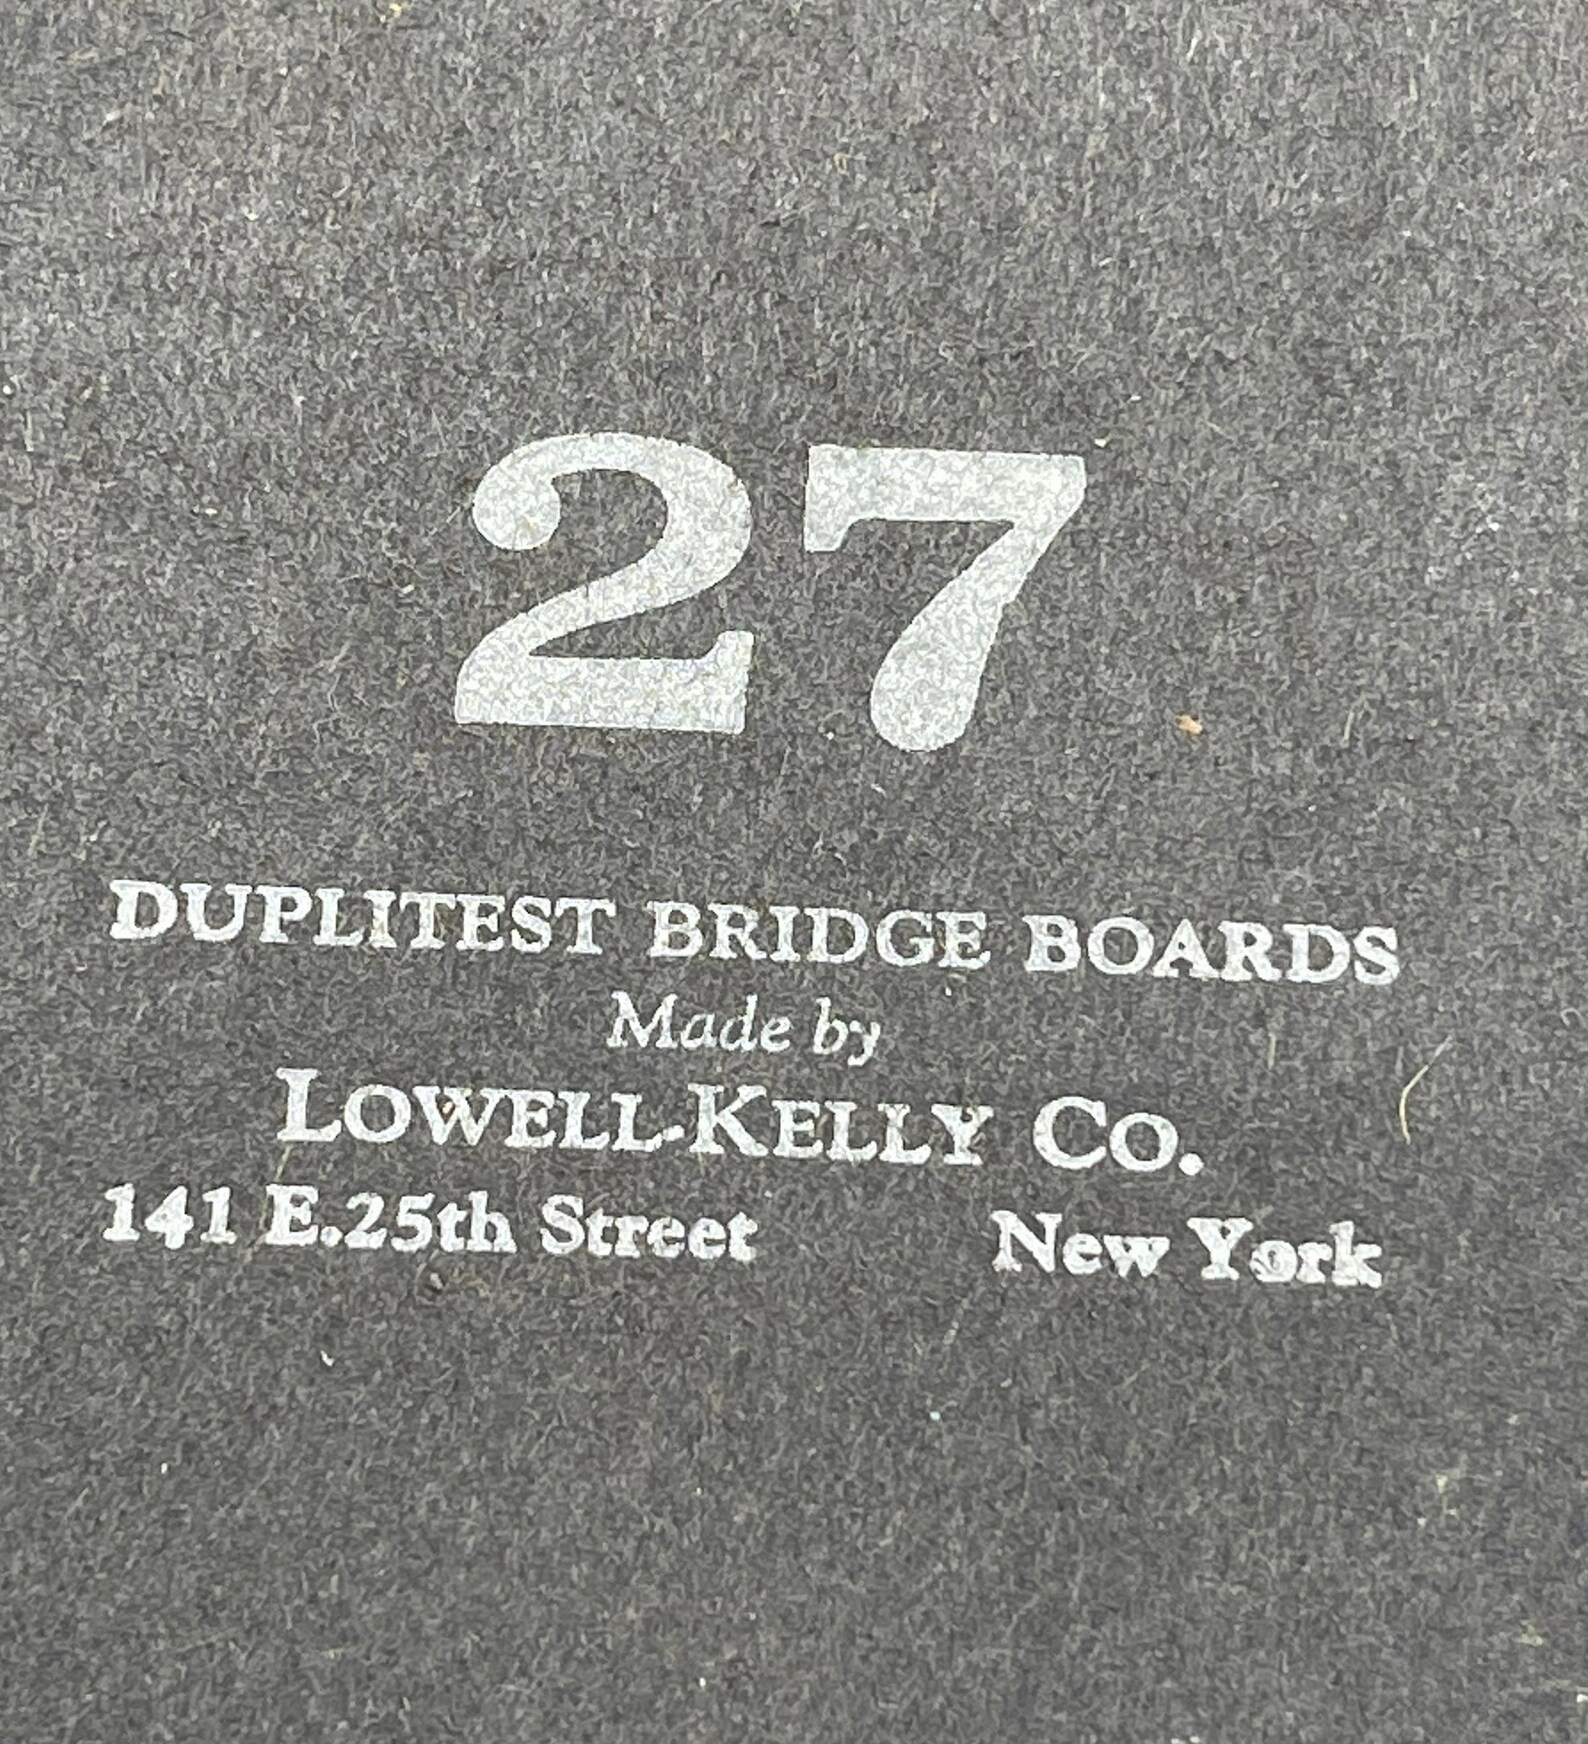 27
DUPLITEST BRIDGE BOARDS
Made by
LOWELL-KELLY CO.
141 E.25th Street New York